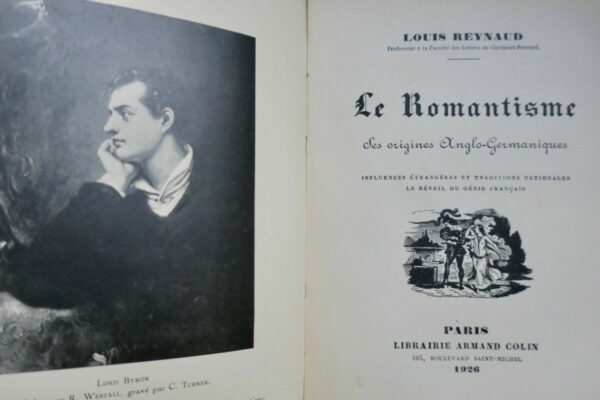 LORD BYRON
par R. WESTALL, gravé par C. TURNER.
LOUIS REYNAUD
Professeur à la Faculté des Lettres de Clermont-Ferrand.
Le Romantisme
Ses origines Anglo-Germaniques
INFLUENCES ÉTRANGÈRES ET TRADITIONS NATIONALES
LE RÉVEIL DU GÉNIE FRANÇAIS
PARIS
LIBRAIRIE ARMAND COLIN
103, BOULEVARD SAINT-MICHEL
1926